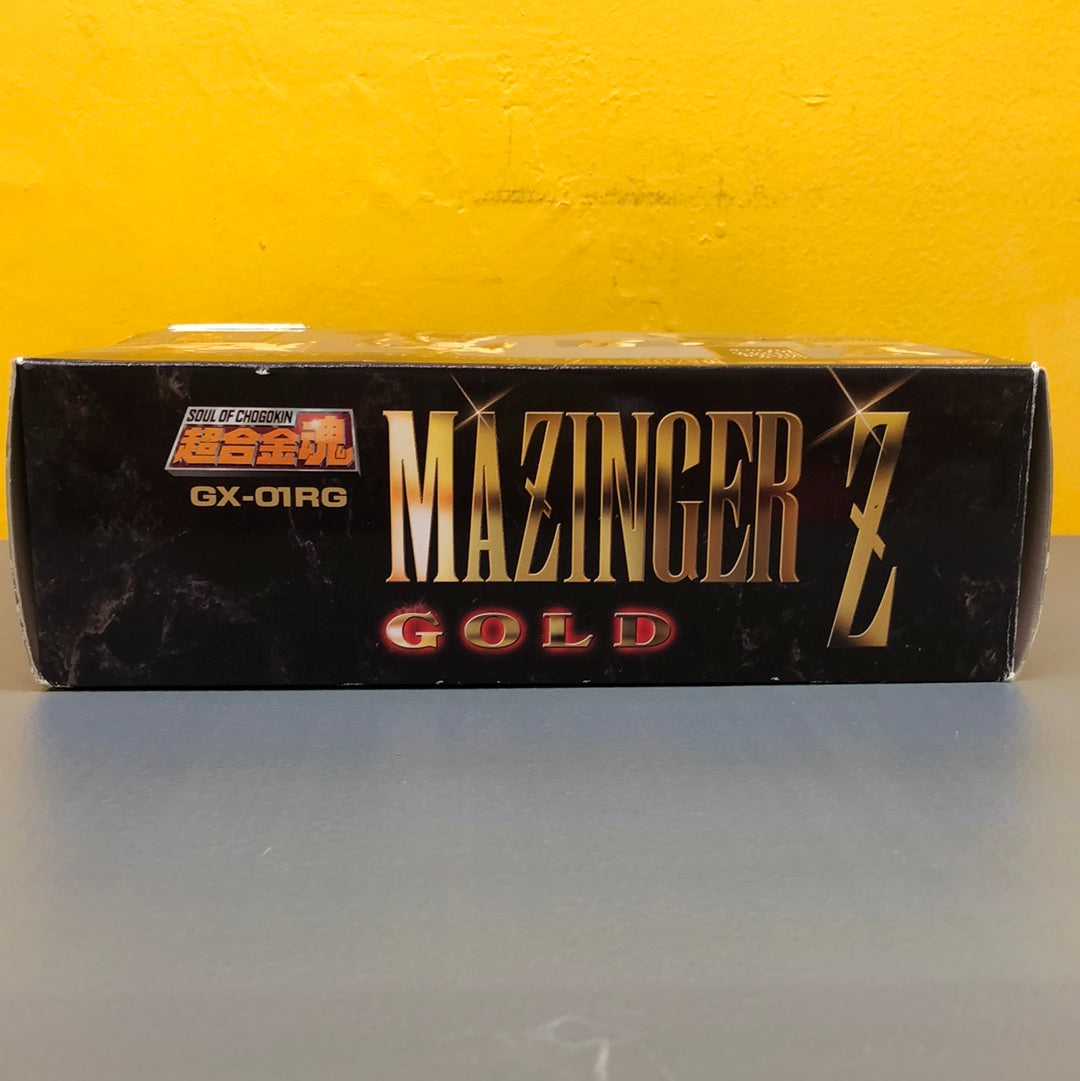 SOUL OF CHOGOKIN
超合金魂
GX-01RG
MAZINGER Z
GOLD